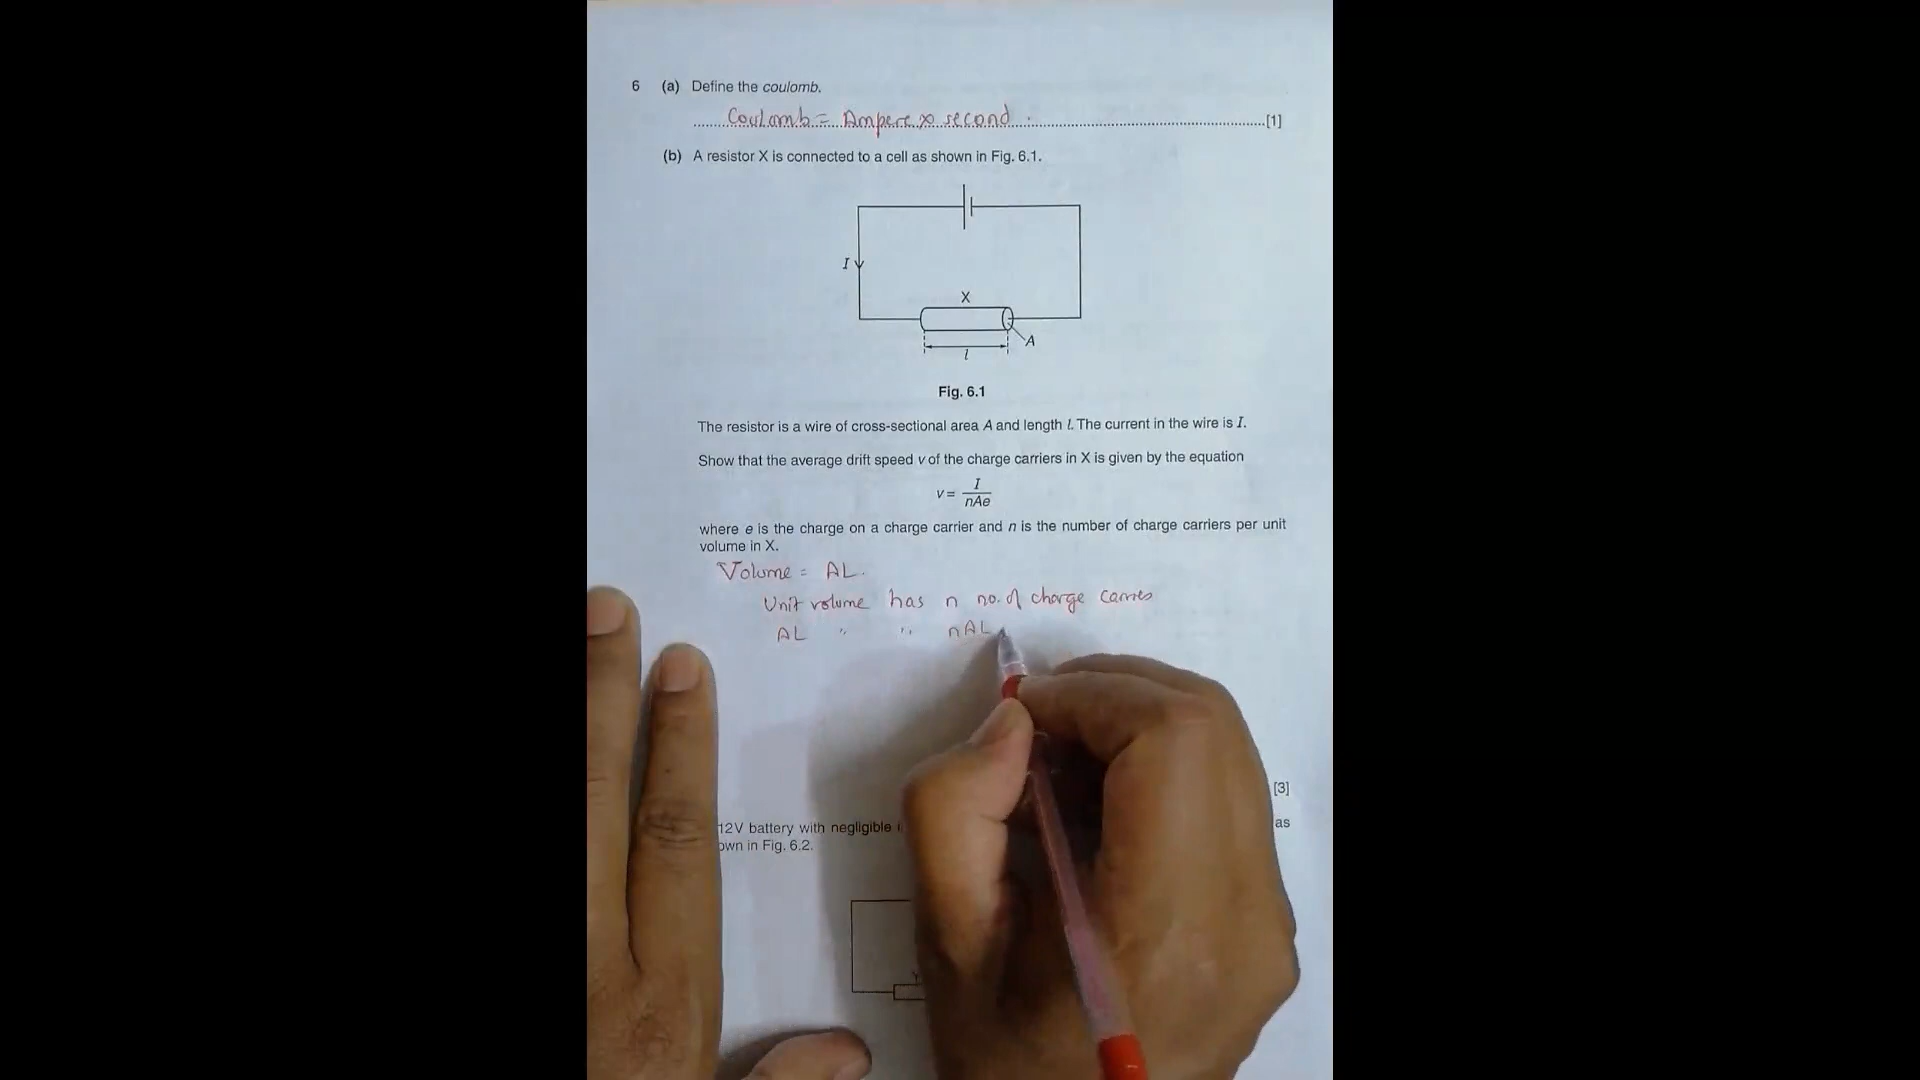 6 (a) Define the coulomb.
Coulomb = Ampere x second . [1]
(b) A resistor X is connected to a cell as shown in Fig. 6.1.
I
X
A
l
Fig. 6.1
The resistor is a wire of cross-sectional area A and length l. The current in the wire is I.
Show that the average drift speed v of the charge carriers in X is given by the equation
v = I / nAe
where e is the charge on a charge carrier and n is the number of charge carriers per unit
volume in X.
Volume = AL.
Unit volume has n no. of charge carries
AL " " nAL
[3]
12V battery with negligible as
own in Fig. 6.2.